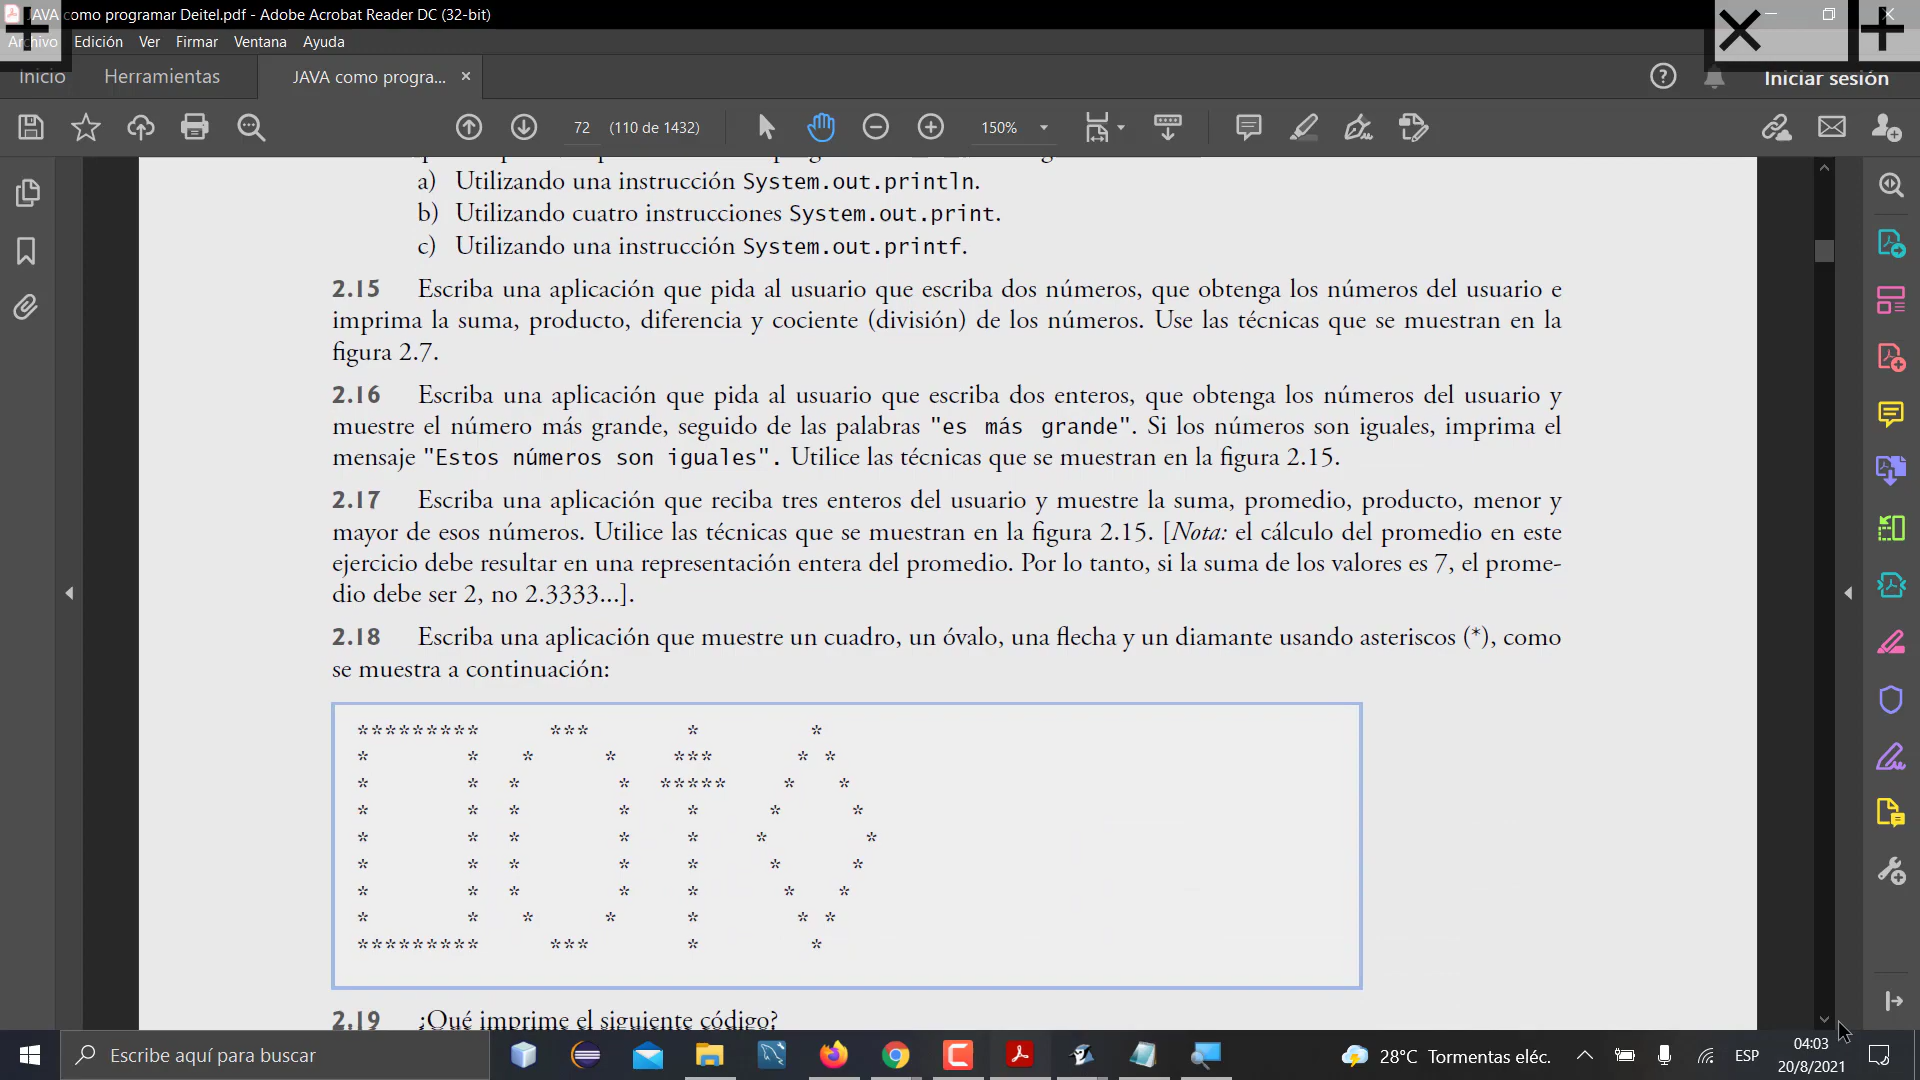 JAVA como programar Deitel.pdf - Adobe Acrobat Reader DC (32-bit)
Archivo Edición Ver Firmar Ventana Ayuda
Inicio Herramientas JAVA como progra... × Iniciar sesión
72 (110 de 1432) 150%
a) Utilizando una instrucción System.out.println.
b) Utilizando cuatro instrucciones System.out.print.
c) Utilizando una instrucción System.out.printf.
2.15 Escriba una aplicación que pida al usuario que escriba dos números, que obtenga los números del usuario e
imprima la suma, producto, diferencia y cociente (división) de los números. Use las técnicas que se muestran en la
figura 2.7.
2.16 Escriba una aplicación que pida al usuario que escriba dos enteros, que obtenga los números del usuario y
muestre el número más grande, seguido de las palabras "es más grande". Si los números son iguales, imprima el
mensaje "Estos números son iguales". Utilice las técnicas que se muestran en la figura 2.15.
2.17 Escriba una aplicación que reciba tres enteros del usuario y muestre la suma, promedio, producto, menor y
mayor de esos números. Utilice las técnicas que se muestran en la figura 2.15. [Nota: el cálculo del promedio en este
ejercicio debe resultar en una representación entera del promedio. Por lo tanto, si la suma de los valores es 7, el prome-
dio debe ser 2, no 2.3333...].
2.18 Escriba una aplicación que muestre un cuadro, un óvalo, una flecha y un diamante usando asteriscos (*), como
se muestra a continuación:
*********     ***       *        *
*       *   *     *    ***      * *
*       *  *       *  *****    *   *
*       *  *       *    *     *     *
*       *  *       *    *    *       *
*       *  *       *    *     *     *
*       *  *       *    *      *   *
*       *   *     *     *       * *
*********     ***       *        *
2.19 ¿Qué imprime el siguiente código?
Escribe aquí para buscar
28°C Tormentas eléc. ESP 04:03
20/8/2021